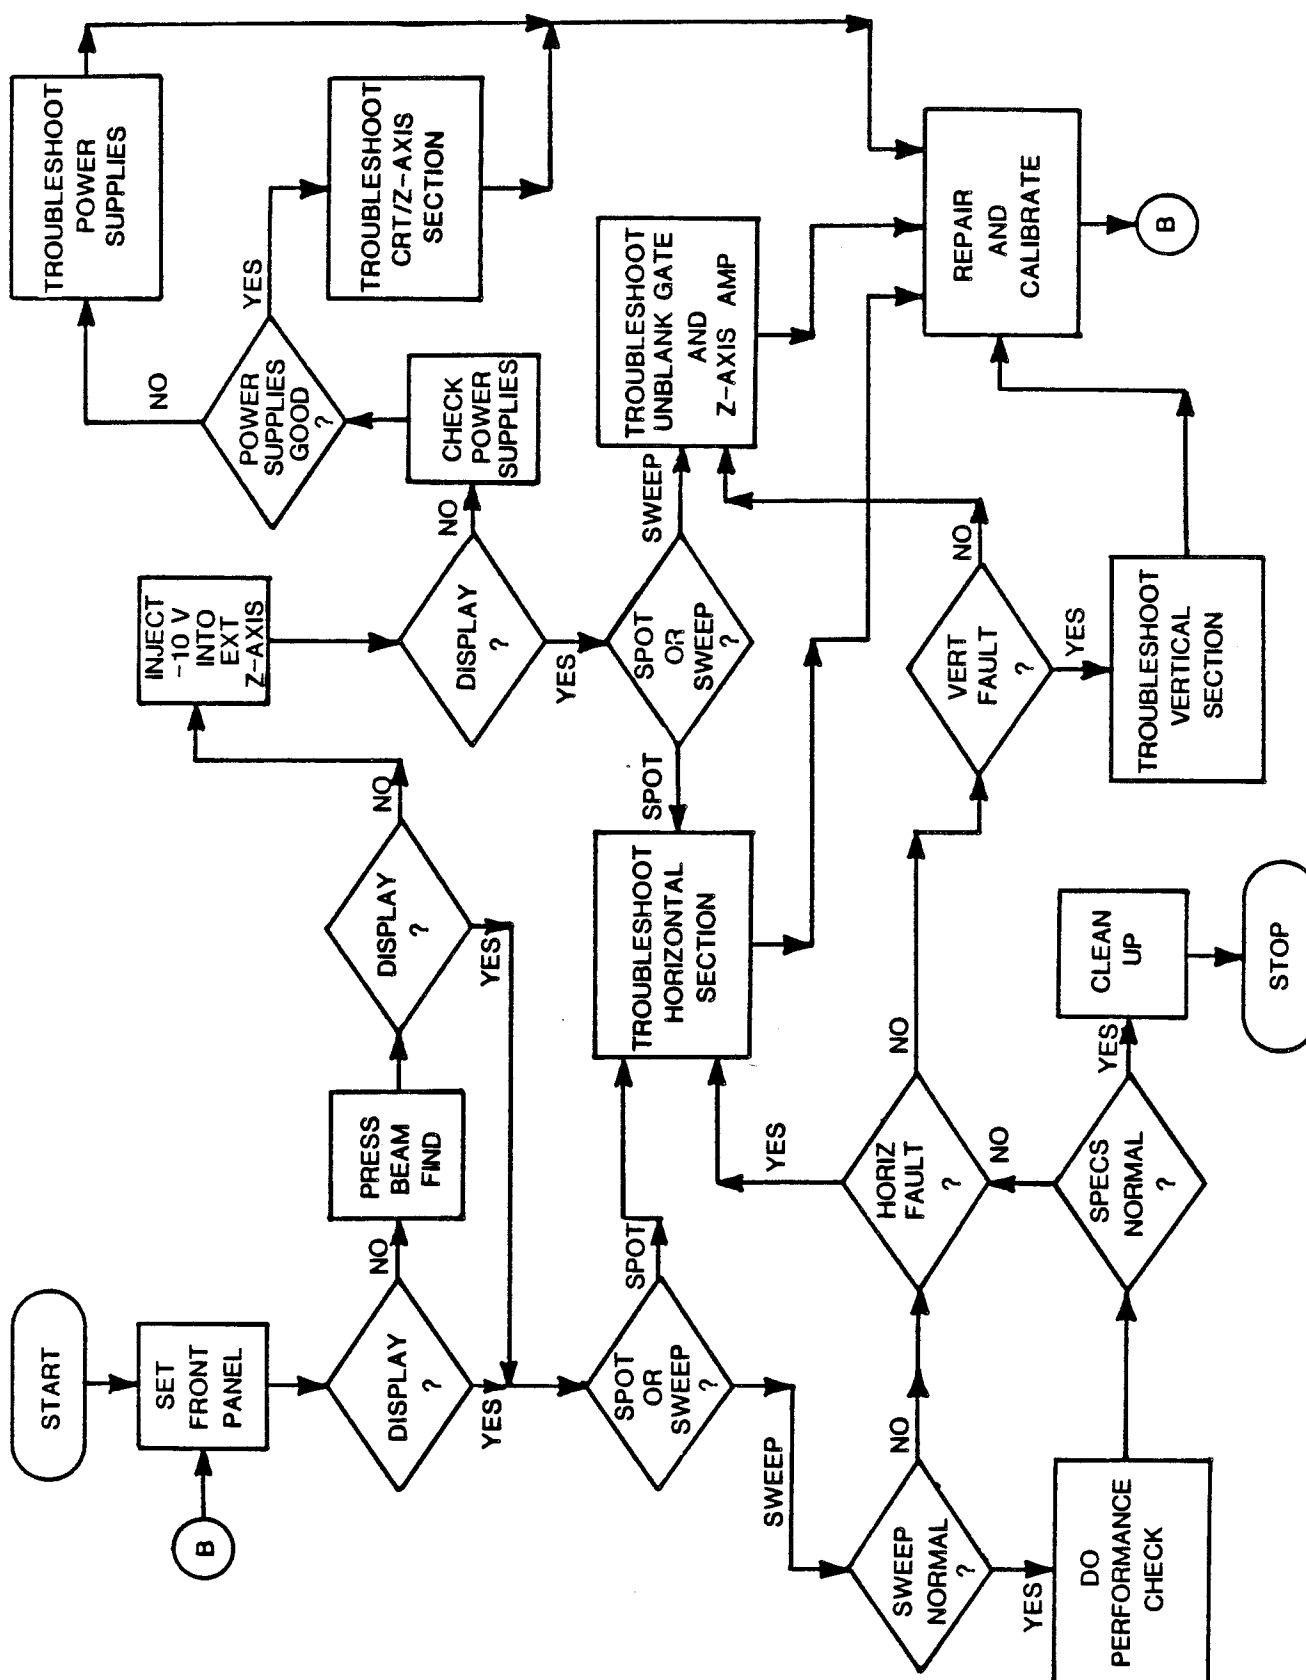 START
B
SET
FRONT
PANEL
DISPLAY
?
NO
YES
PRESS
BEAM
FIND
DISPLAY
?
NO
YES
INJECT
-10 V
INTO
EXT
Z-AXIS
DISPLAY
?
NO
YES
CHECK
POWER
SUPPLIES
POWER
SUPPLIES
GOOD
?
NO
YES
TROUBLESHOOT
POWER
SUPPLIES
TROUBLESHOOT
CRT/Z-AXIS
SECTION
SPOT
OR
SWEEP
?
SPOT
SWEEP
TROUBLESHOOT
HORIZONTAL
SECTION
SPOT
OR
SWEEP
?
SPOT
SWEEP
TROUBLESHOOT
UNBLANK GATE
AND
Z-AXIS AMP
SWEEP
NORMAL
?
NO
YES
HORIZ
FAULT
?
YES
NO
VERT
FAULT
?
NO
YES
REPAIR
AND
CALIBRATE
B
DO
PERFORMANCE
CHECK
SPECS
NORMAL
?
NO
YES
CLEAN
UP
TROUBLESHOOT
VERTICAL
SECTION
STOP